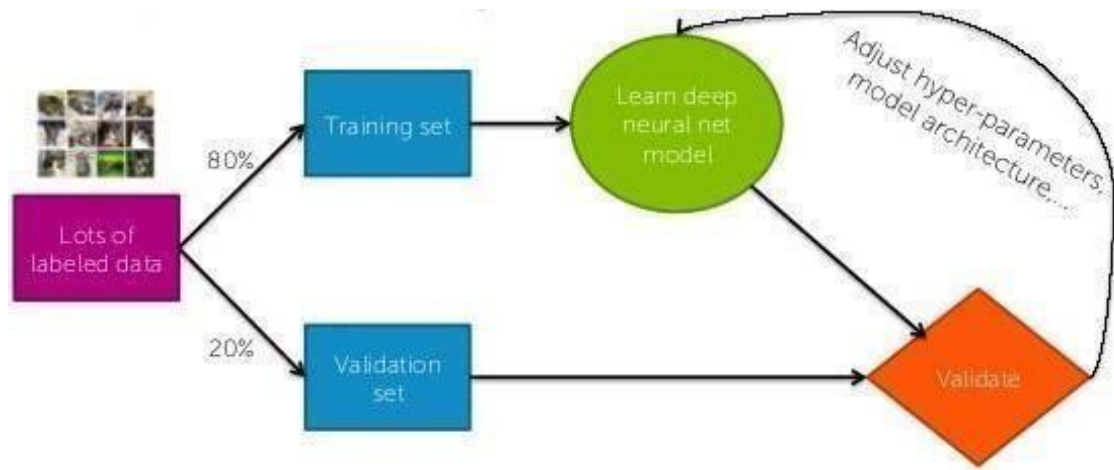 80%
Lots of
labeled data
20%
Training set
Validation
set
Learn deep
neural net
model
Validate
Adjust hyper-parameters,
model architecture,...